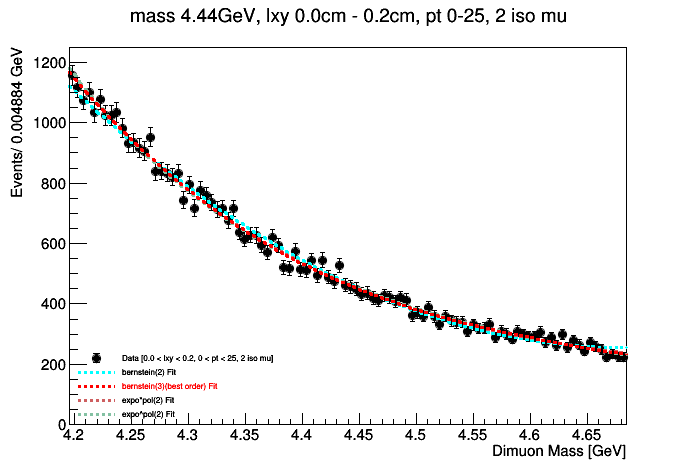 mass 4.44GeV, lxy 0.0cm - 0.2cm, pt 0-25, 2 iso mu
Events/ 0.004884 GeV
1200
1000
800
600
400
200
0
Data [0.0 < lxy < 0.2, 0 < pt < 25, 2 iso mu]
bernstein(2) Fit
bernstein(3)(best order) Fit
expo*pol(2) Fit
expo^pol(2) Fit
4.2 4.25 4.3 4.35 4.4 4.45 4.5 4.55 4.6 4.65
Dimuon Mass [GeV]